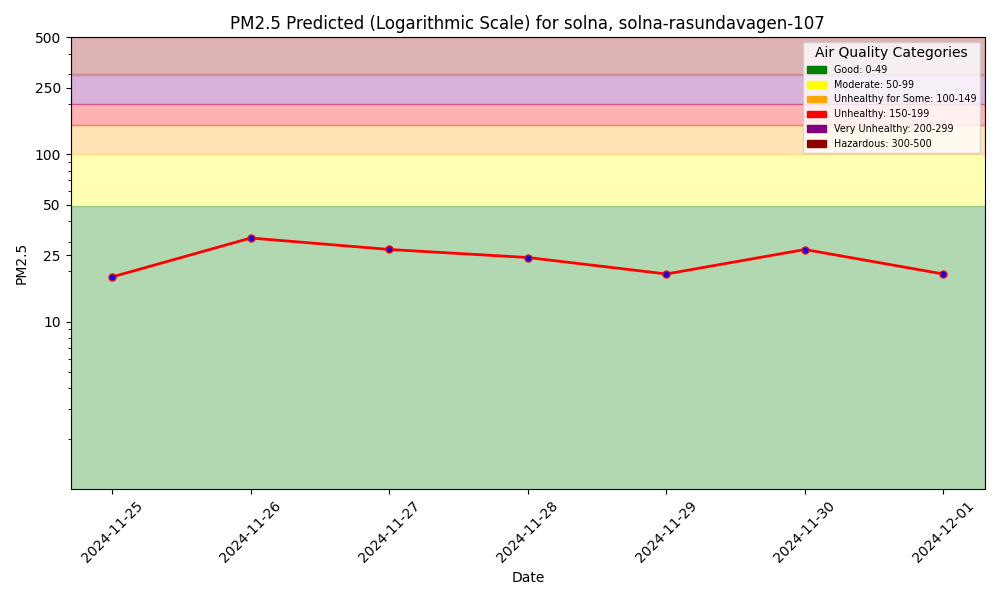 PM2.5 Predicted (Logarithmic Scale) for solna, solna-rasundavagen-107
500
250
100
50
25
10
PM2.5
Air Quality Categories
Good: 0-49
Moderate: 50-99
Unhealthy for Some: 100-149
Unhealthy: 150-199
Very Unhealthy: 200-299
Hazardous: 300-500
2024-11-25
2024-11-26
2024-11-27
2024-11-28
2024-11-29
2024-11-30
2024-12-01
Date